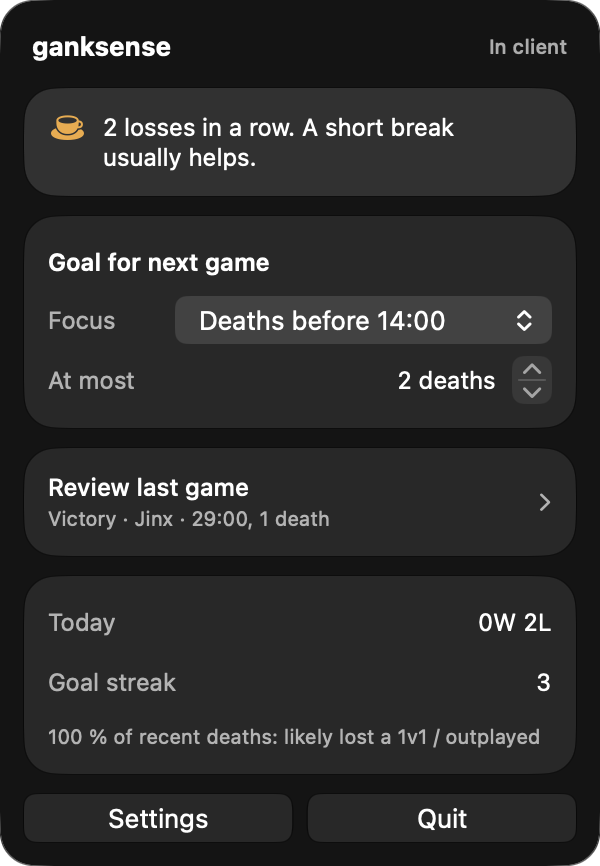 ganksense
In client
2 losses in a row. A short break
usually helps.
Goal for next game
Focus
Deaths before 14:00
At most
2 deaths
Review last game
Victory · Jinx · 29:00, 1 death
Today
0W 2L
Goal streak
3
100 % of recent deaths: likely lost a 1v1 / outplayed
Settings
Quit